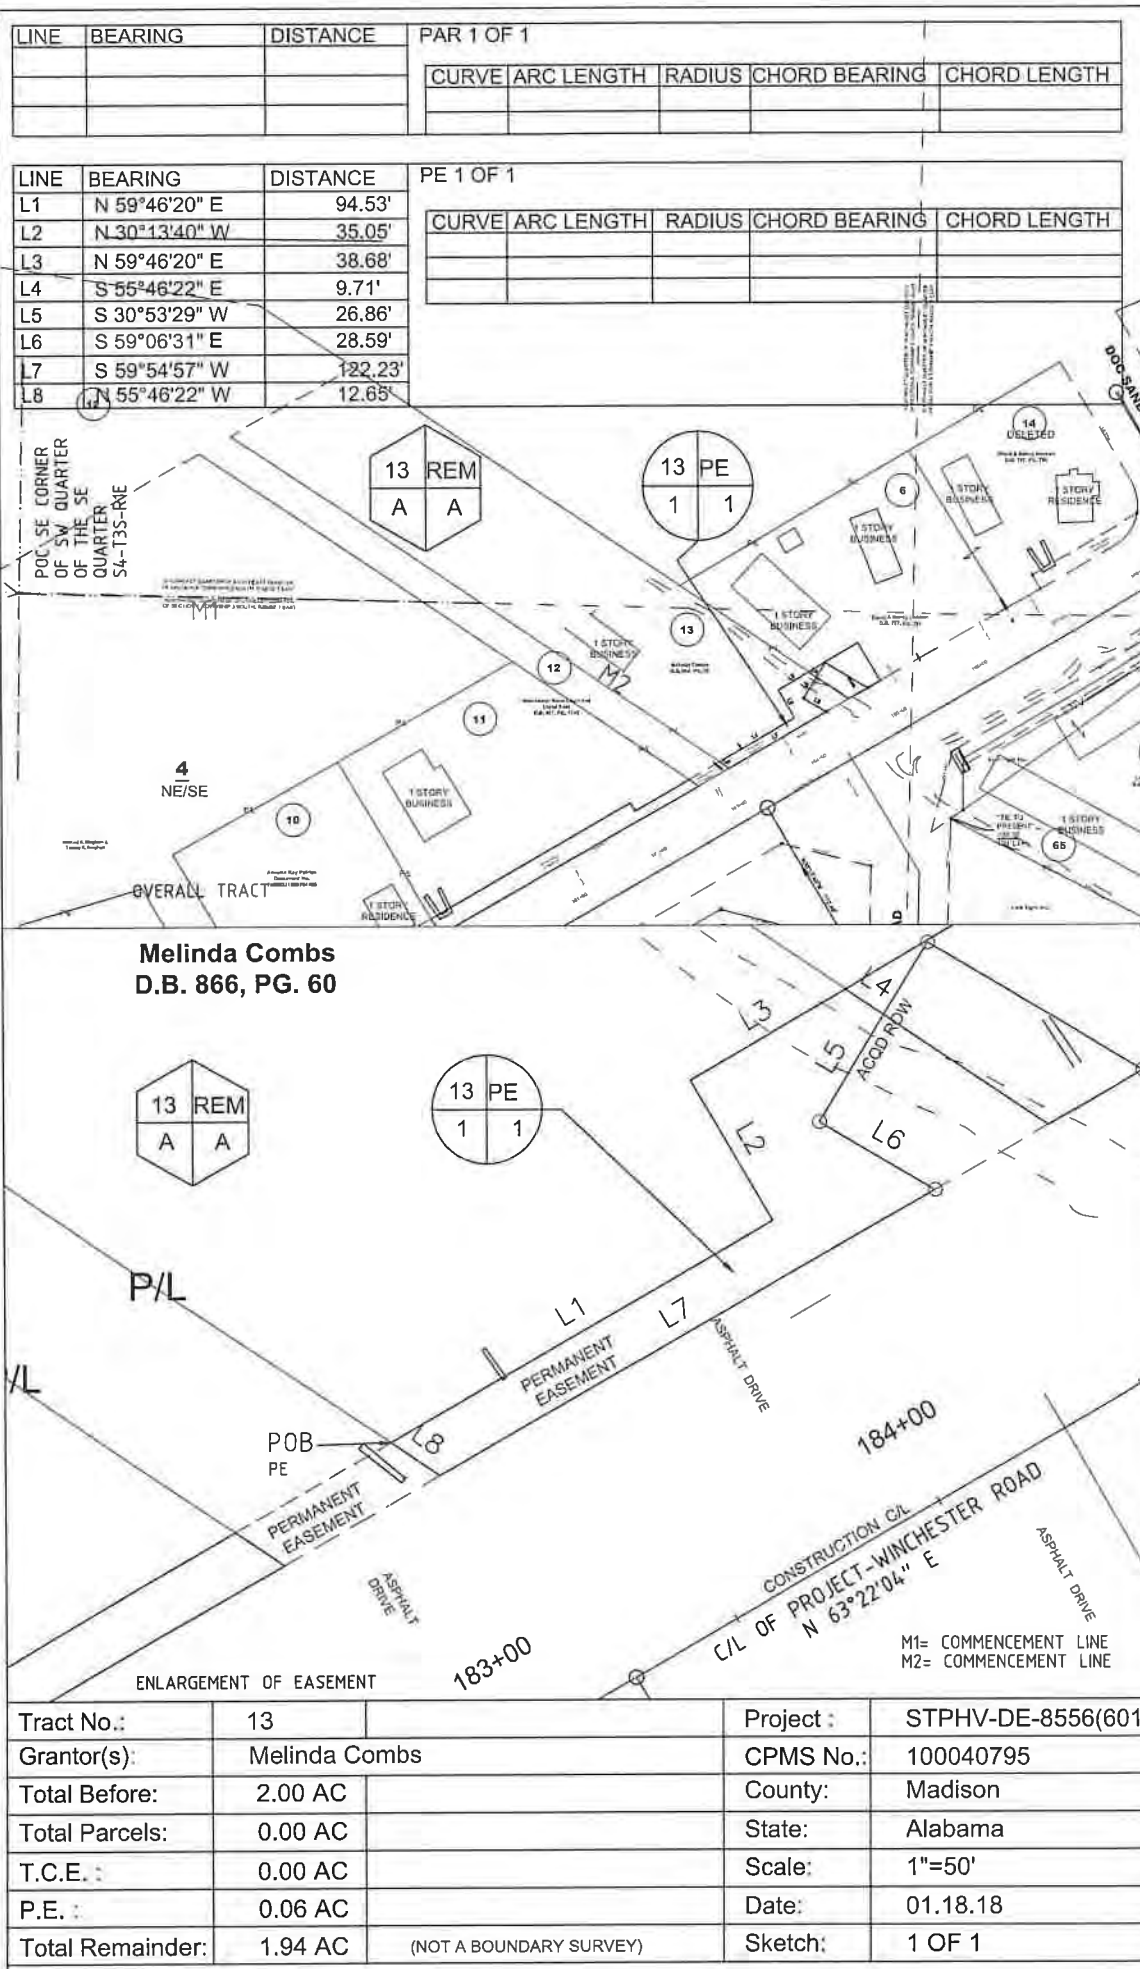 LINE BEARING DISTANCE PAR 1 OF 1
CURVE ARC LENGTH RADIUS CHORD BEARING CHORD LENGTH
LINE BEARING DISTANCE PE 1 OF 1
CURVE ARC LENGTH RADIUS CHORD BEARING CHORD LENGTH
L1 N 59°46'20" E 94.53'
L2 N 30°13'40" W 35.05'
L3 N 59°46'20" E 38.68'
L4 S 55°46'22" E 9.71'
L5 S 30°53'29" W 26.86'
L6 S 59°06'31" E 28.59'
L7 S 59°54'57" W 122.23'
L8 N 55°46'22" W 12.65'
POC-SE CORNER
OF SW QUARTER
OF THE SE
QUARTER
S4-T3S-R1E
13 REM
A A
13 PE
1 1
14
DELETED
6
1 STORY
BUSINESS
1 STORY
RESIDENCE
1 STORY
BUSINESS
1 STORY
BUSINESS
M1
13
1 STORY
BUSINESS
M2
12
11
4
NE/SE
1 STORY
BUSINESS
10
OVERALL TRACT
1 STORY
RESIDENCE
1 STORY
BUSINESS
65
Melinda Combs
D.B. 866, PG. 60
13 REM
A A
13 PE
1 1
L3
L4
L5
ACQD ROW
L2
L6
P/L
/L
L1
L7
PERMANENT
EASEMENT
ASPHALT DRIVE
L8
POB
PE
PERMANENT
EASEMENT
ASPHALT
DRIVE
184+00
CONSTRUCTION C/L
C/L OF PROJECT-WINCHESTER ROAD
N 63°22'04" E
ASPHALT DRIVE
183+00
M1= COMMENCEMENT LINE
M2= COMMENCEMENT LINE
ENLARGEMENT OF EASEMENT
Tract No.: 13 Project : STPHV-DE-8556(601
Grantor(s): Melinda Combs CPMS No.: 100040795
Total Before: 2.00 AC County: Madison
Total Parcels: 0.00 AC State: Alabama
T.C.E. : 0.00 AC Scale: 1"=50'
P.E. : 0.06 AC Date: 01.18.18
Total Remainder: 1.94 AC (NOT A BOUNDARY SURVEY) Sketch: 1 OF 1